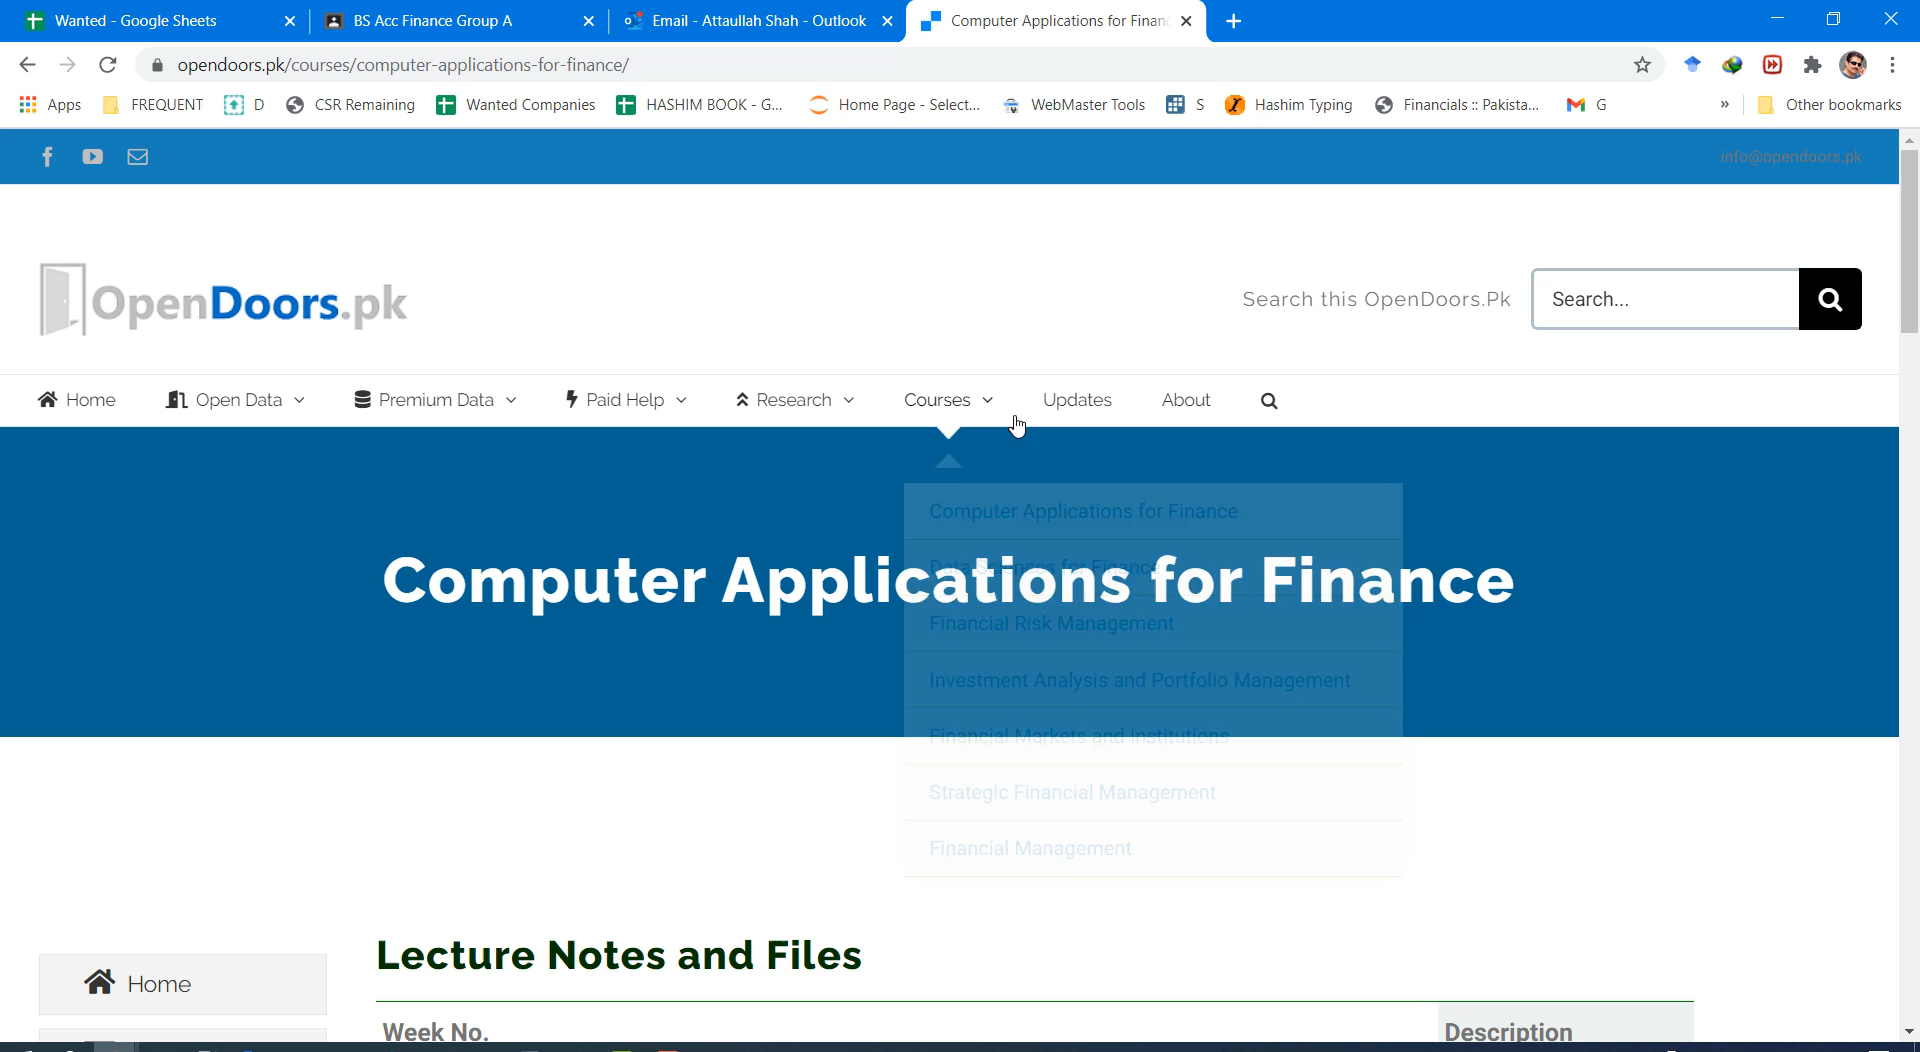 Wanted - Google Sheets
BS Acc Finance Group A
Email - Attaullah Shah - Outlook
Computer Applications for Finan
opendoors.pk/courses/computer-applications-for-finance/
Apps
FREQUENT
D
CSR Remaining
Wanted Companies
HASHIM BOOK - G...
Home Page - Select...
WebMaster Tools
S
Hashim Typing
Financials :: Pakista...
G
»
Other bookmarks
info@opendoors.pk
OpenDoors.pk
Search this OpenDoors.Pk
Search...
Home
Open Data
Premium Data
Paid Help
Research
Courses
Updates
About
Computer Applications for Finance
Data Sciences for Finance
Computer Applications for Finance
Financial Risk Management
Investment Analysis and Portfolio Management
Financial Markets and Institutions
Strategic Financial Management
Financial Management
Lecture Notes and Files
Home
Week No.
Description